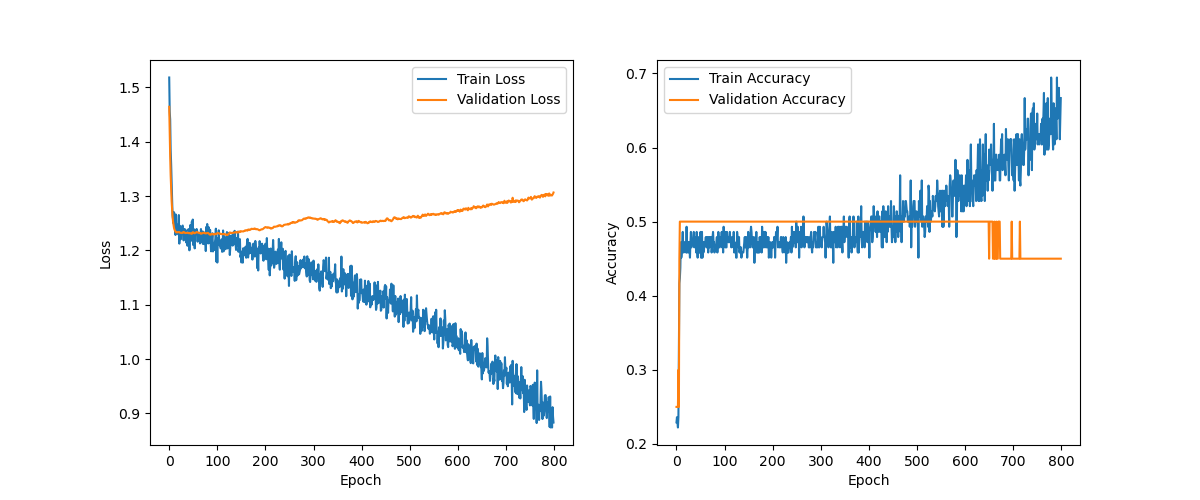 1.5
1.4
1.3
1.2
1.1
1.0
0.9
Loss
0 100 200 300 400 500 600 700 800
Epoch
Train Loss
Validation Loss
0.7
0.6
0.5
0.4
0.3
0.2
Accuracy
0 100 200 300 400 500 600 700 800
Epoch
Train Accuracy
Validation Accuracy